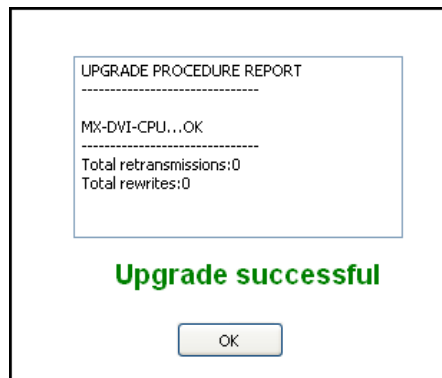 UPGRADE PROCEDURE REPORT
-------------------------------
MX-DVI-CPU...OK
-------------------------------
Total retransmissions:0
Total rewrites:0
Upgrade successful
OK